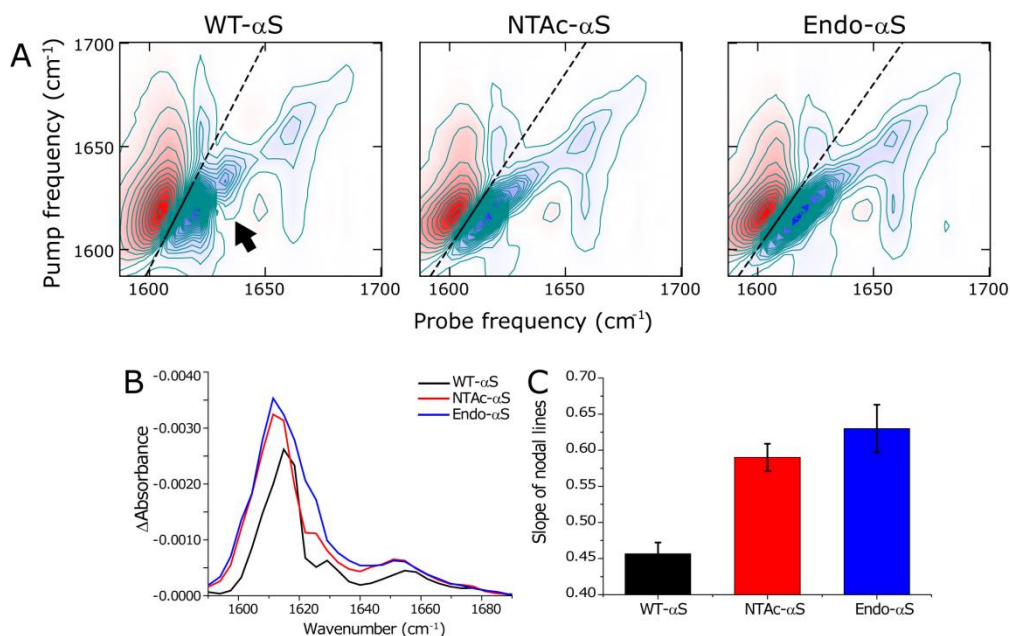 WT-αS NTAc-αS Endo-αS
A
Pump frequency (cm⁻¹)
1700
1650
1600
1600 1650 1700 1600 1650 1700 1600 1650 1700
Probe frequency (cm⁻¹)
B
ΔAbsorbance
-0.0040
-0.0030
-0.0020
-0.0010
-0.0000
WT-αS
NTAc-αS
Endo-αS
1600 1620 1640 1660 1680
Wavenumber (cm⁻¹)
C
Slope of nodal lines
0.70
0.65
0.60
0.55
0.50
0.45
0.40
WT-αS NTAc-αS Endo-αS